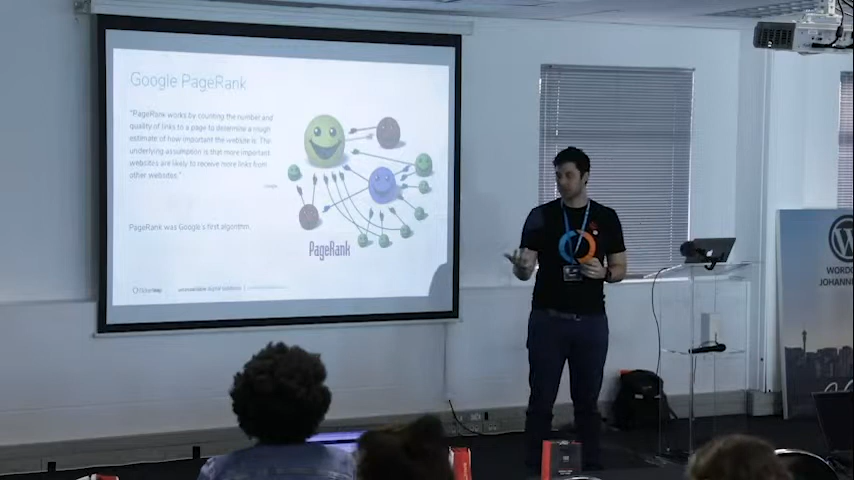 Google PageRank
"PageRank works by counting the number and
quality of links to a page to determine a rough
estimate of how important the website is. The
underlying assumption is that more important
websites are likely to receive more links from
other websites."
PageRank was Google's first algorithm.
PageRank
WORDC
JOHANNE